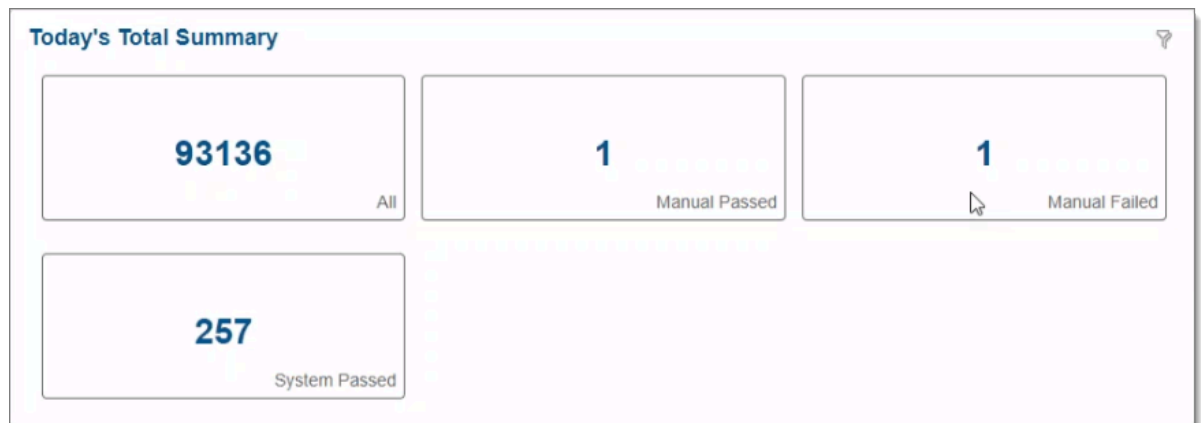 Today's Total Summary
93136
All
1
Manual Passed
1
Manual Failed
257
System Passed